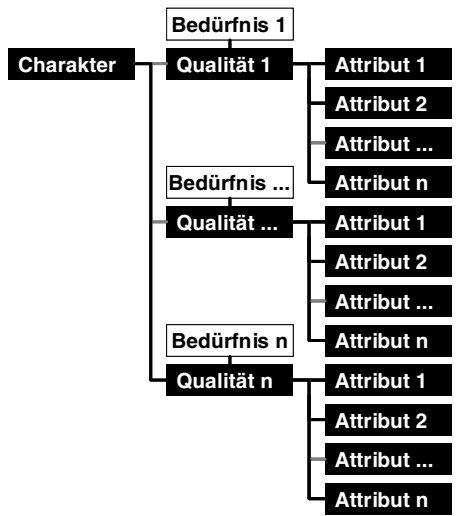 Bedürfnis 1
Charakter Qualität 1 Attribut 1
Attribut 2
Attribut ...
Bedürfnis ... Attribut n
Qualität ... Attribut 1
Attribut 2
Attribut ...
Bedürfnis n Attribut n
Qualität n Attribut 1
Attribut 2
Attribut ...
Attribut n